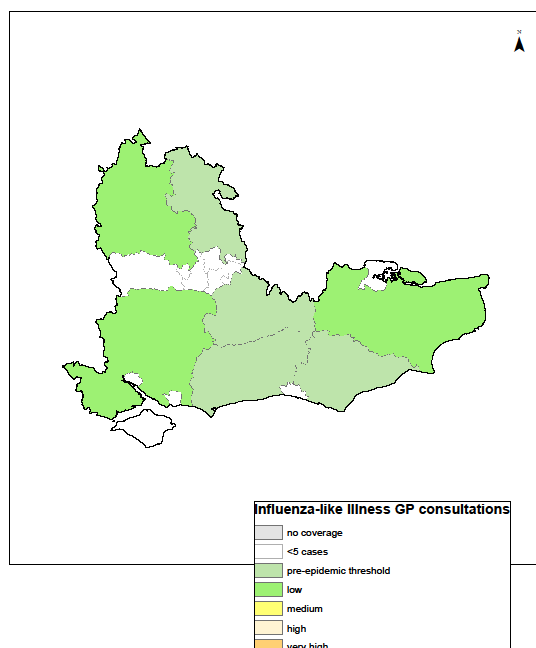 N
Influenza-like Illness GP consultations
no coverage
<5 cases
pre-epidemic threshold
low
medium
high
very high